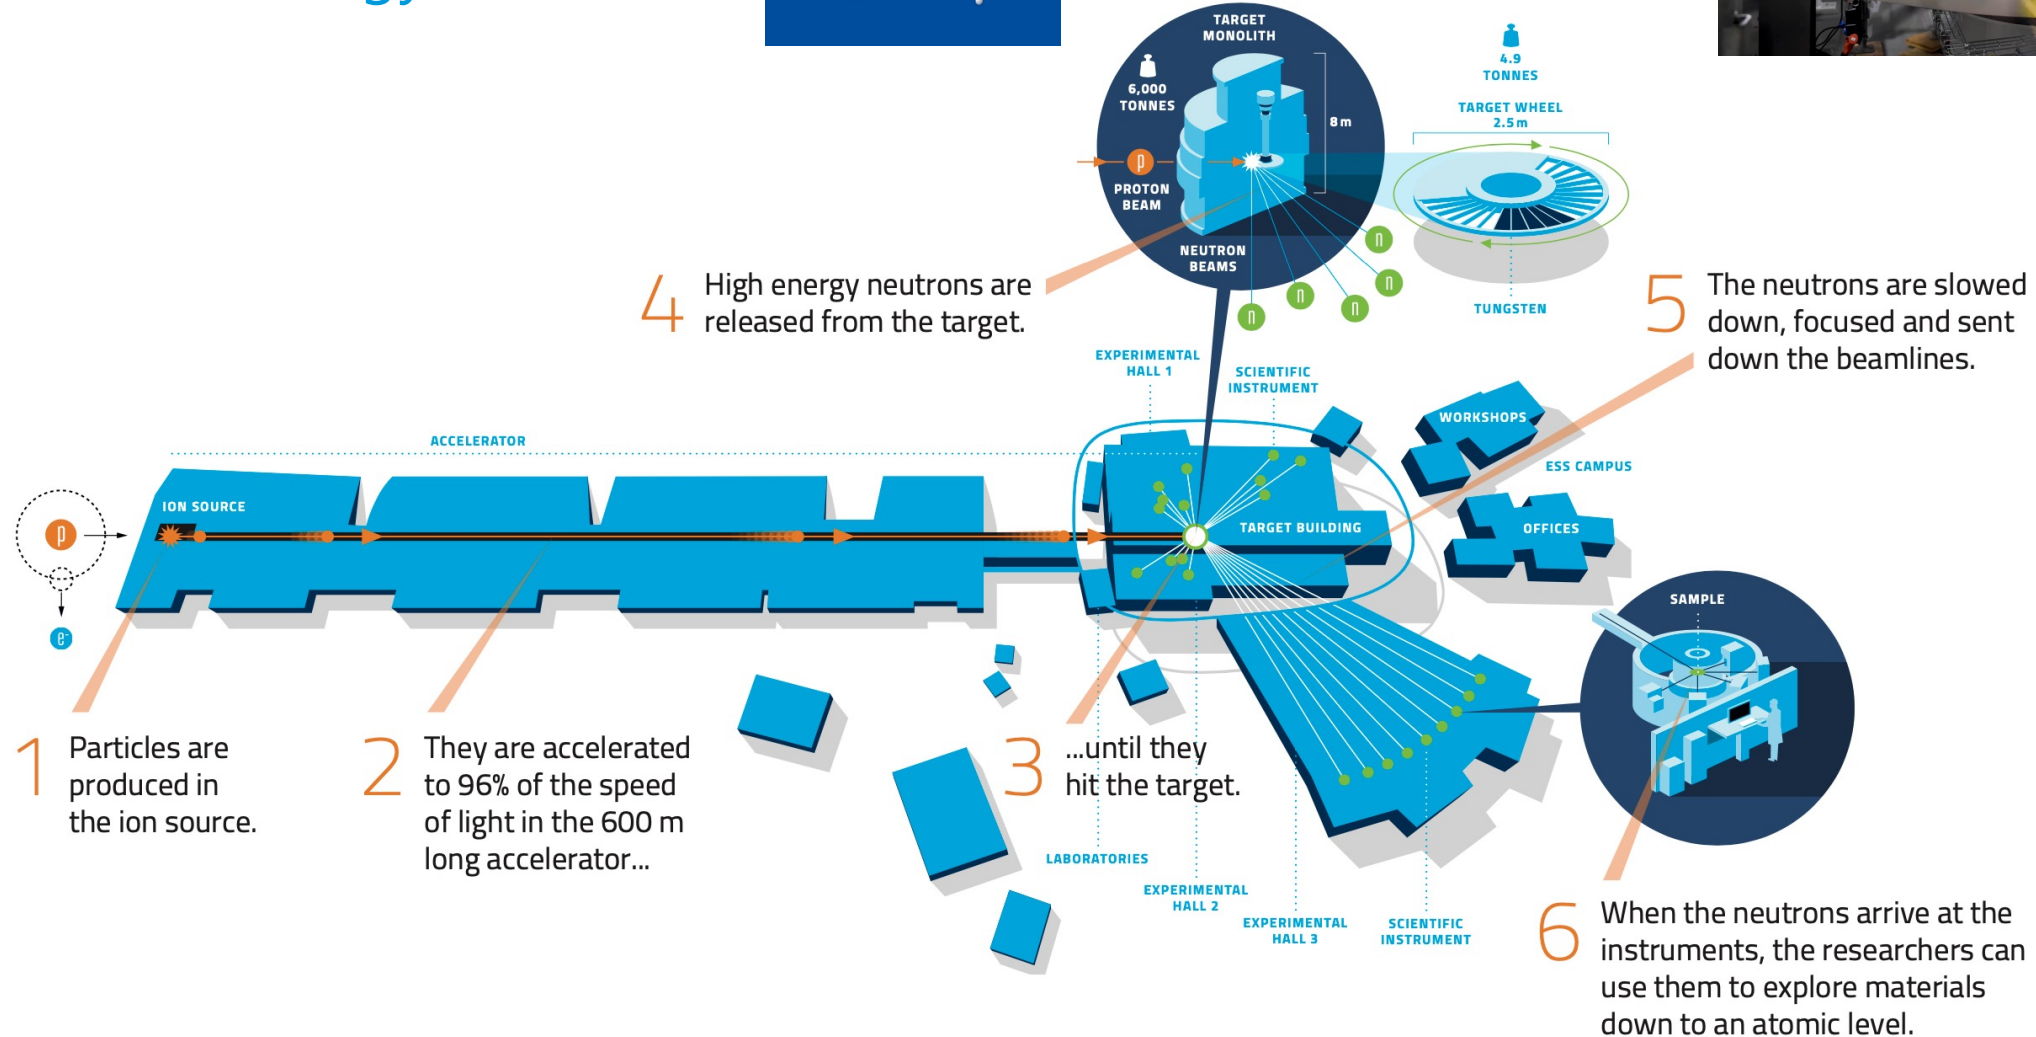 TARGET
MONOLITH
6,000
TONNES
8 m
p
PROTON
BEAM
NEUTRON
BEAMS
n
n
n
n
n
4.9
TONNES
TARGET WHEEL
2.5 m
TUNGSTEN
4
High energy neutrons are
released from the target.
5
The neutrons are slowed
down, focused and sent
down the beamlines.
EXPERIMENTAL
HALL 1
SCIENTIFIC
INSTRUMENT
ACCELERATOR
WORKSHOPS
ESS CAMPUS
ION SOURCE
p
TARGET BUILDING
OFFICES
e-
SAMPLE
1
Particles are
produced in
the ion source.
2
They are accelerated
to 96% of the speed
of light in the 600 m
long accelerator...
3
...until they
hit the target.
LABORATORIES
EXPERIMENTAL
HALL 2
EXPERIMENTAL
HALL 3
SCIENTIFIC
INSTRUMENT
6
When the neutrons arrive at the
instruments, the researchers can
use them to explore materials
down to an atomic level.